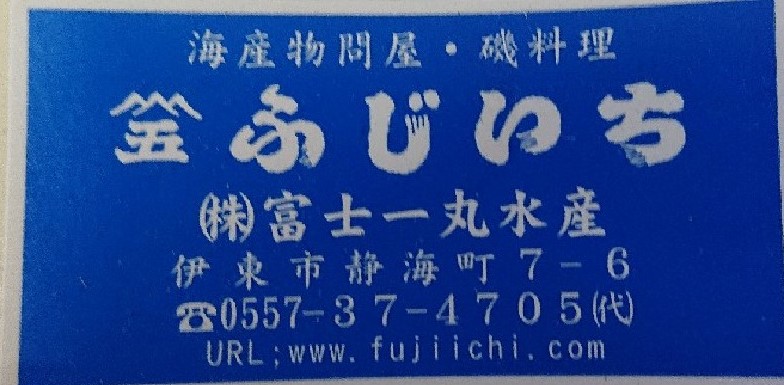 海産物問屋・磯料理
五 ふじいち
㈱富士一丸水産
伊東市静海町7-6
☎0557-37-4705㈹
URL;www.fujiichi.com